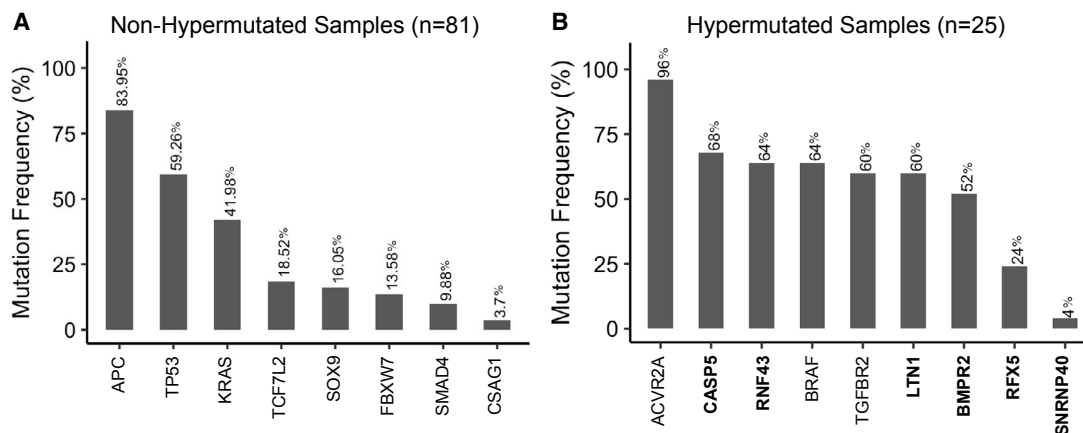 A
Non-Hypermutated Samples (n=81)
Mutation Frequency (%)
100
75
50
25
0
83.95%
59.26%
41.98%
18.52%
16.05%
13.58%
9.88%
3.7%
APC
TP53
KRAS
TCF7L2
SOX9
FBXW7
SMAD4
CSAG1
B
Hypermutated Samples (n=25)
Mutation Frequency (%)
100
75
50
25
0
96%
68%
64%
64%
60%
60%
52%
24%
4%
ACVR2A
CASP5
RNF43
BRAF
TGFBR2
LTN1
BMPR2
RFX5
SNRNP40